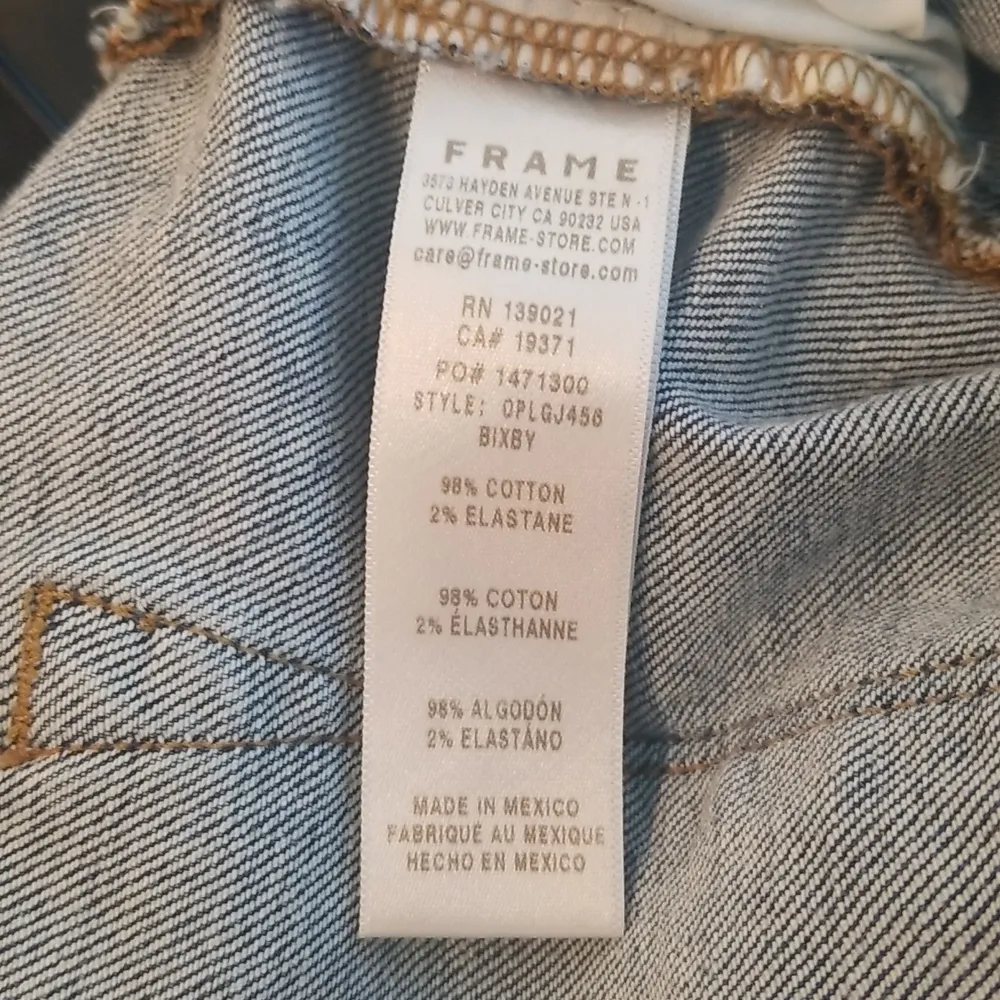 FRAME
3573 HAYDEN AVENUE STE N-1
CULVER CITY CA 90232 USA
WWW.FRAME-STORE.COM
care@frame-store.com
RN 139021
CA# 19371
PO# 1471300
STYLE: OPLGJ456
BIXBY
98% COTTON
2% ELASTANE
98% COTON
2% ÉLASTHANNE
98% ALGODÓN
2% ELASTÁNO
MADE IN MEXICO
FABRIQUÉ AU MEXIQUE
HECHO EN MÉXICO